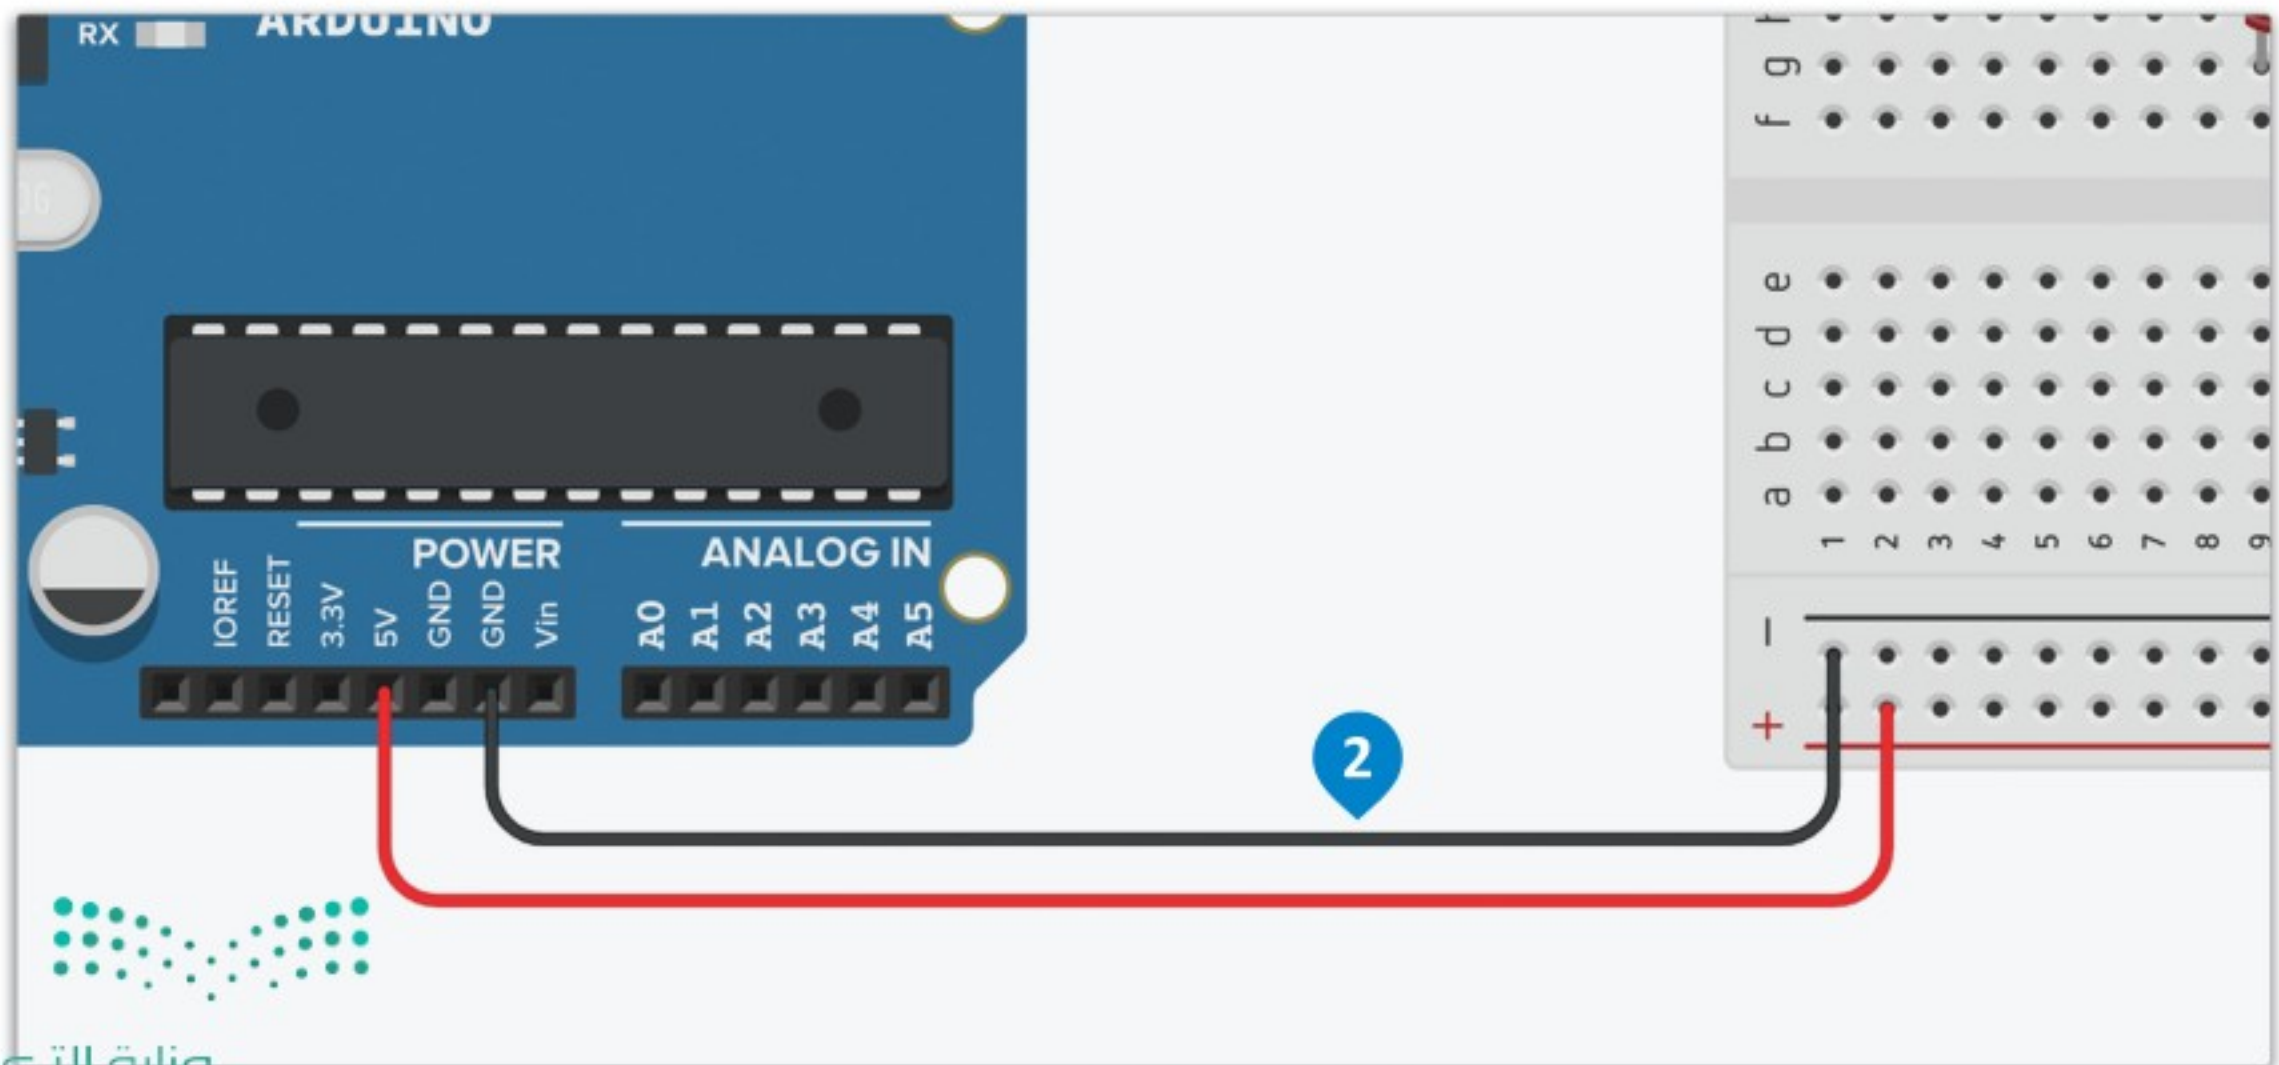 RX
ARDUINO
POWER
ANALOG IN
IOREF
RESET
3.3V
5V
GND
GND
Vin
A0
A1
A2
A3
A4
A5
2
g
f
e
d
c
b
a
1 2 3 4 5 6 7 8 9
−
+